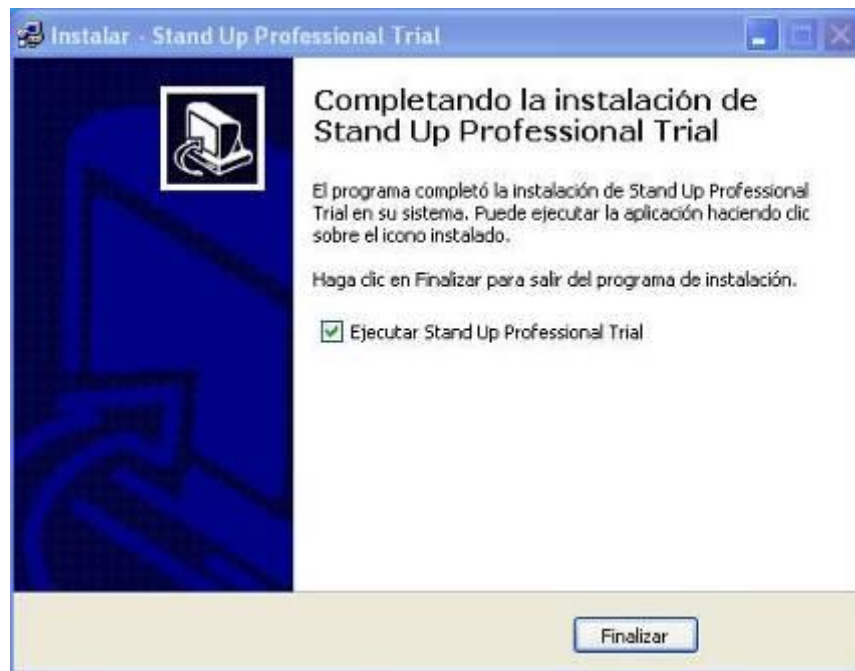 Instalar - Stand Up Professional Trial
Completando la instalación de
Stand Up Professional Trial
El programa completó la instalación de Stand Up Professional
Trial en su sistema. Puede ejecutar la aplicación haciendo clic
sobre el icono instalado.
Haga clic en Finalizar para salir del programa de instalación.
Ejecutar Stand Up Professional Trial
Finalizar